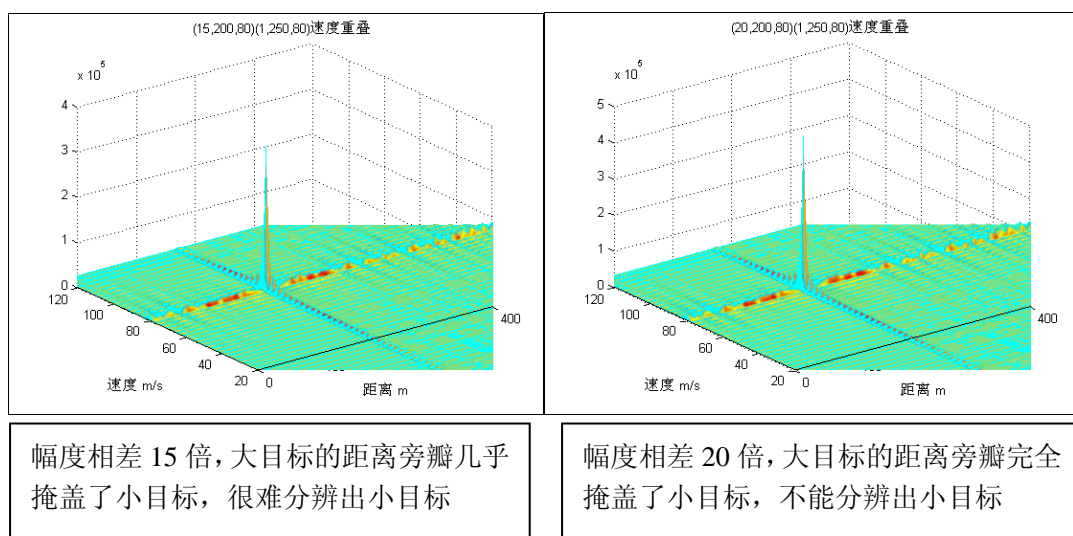 (15,200,80)(1,250,80)速度重叠
x 10^5
4
3
2
1
0
120
100
80
60
40
20
速度 m/s
0
400
距离 m
(20,200,80)(1,250,80)速度重叠
x 10^5
5
4
3
2
1
0
120
100
80
60
40
20
速度 m/s
0
400
距离 m
幅度相差 15 倍，大目标的距离旁瓣几乎
掩盖了小目标，很难分辨出小目标
幅度相差 20 倍，大目标的距离旁瓣完全
掩盖了小目标，不能分辨出小目标